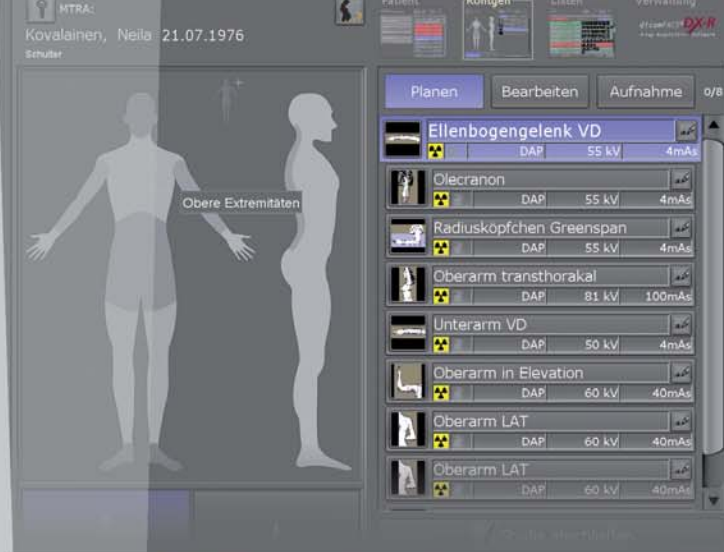 MTRA:
Kovalainen, Neila 21.07.1976
Schulter
Patient Röntgen Listen Verwaltung
dicomPACS DX-R
Obere Extremitäten
Planen Bearbeiten Aufnahme 0/8
Ellenbogengelenk VD
DAP 55 kV 4mAs
Olecranon
DAP 55 kV 4mAs
Radiusköpfchen Greenspan
DAP 55 kV 4mAs
Oberarm transthorakal
DAP 81 kV 100mAs
Unterarm VD
DAP 50 kV 4mAs
Oberarm in Elevation
DAP 60 kV 40mAs
Oberarm LAT
DAP 60 kV 40mAs
Oberarm LAT
DAP 60 kV 40mAs